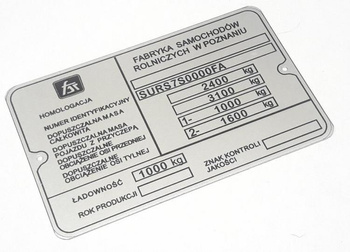 FABRYKA SAMOCHODÓW
ROLNICZYCH W POZNANIU
HOMOLOGACJA
NUMER IDENTYFIKACYJNY
SURS7S0000FA
DOPUSZCZALNA MASA
CAŁKOWITA
2400 kg
DOPUSZCZALNA MASA
POJAZDU Z PRZYCZEPĄ
3100 kg
DOPUSZCZALNE
OBCIĄŻENIE OSI PRZEDNIEJ
1- 1000 kg
DOPUSZCZALNE
OBCIĄŻENIE OSI TYLNEJ
2- 1600 kg
ŁADOWNOŚĆ
1000 kg
ROK PRODUKCJI
ZNAK KONTROLI
JAKOŚCI